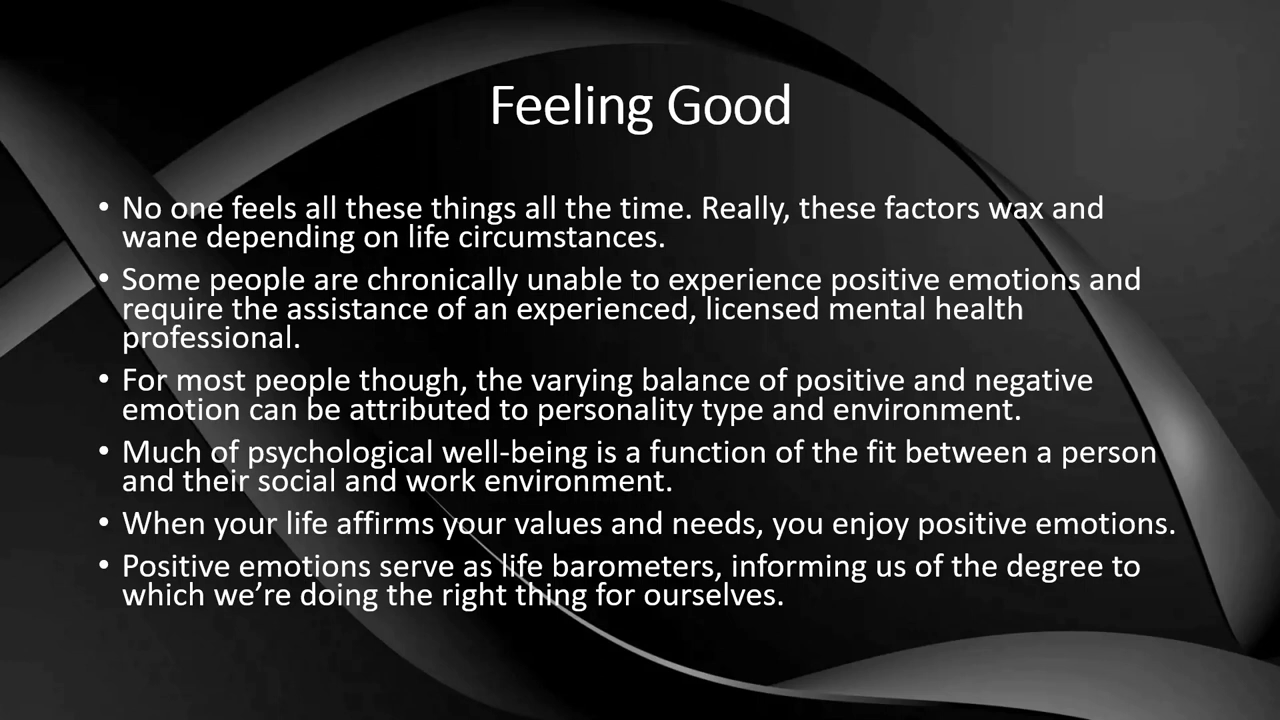 Feeling Good
• No one feels all these things all the time. Really, these factors wax and
wane depending on life circumstances.
• Some people are chronically unable to experience positive emotions and
require the assistance of an experienced, licensed mental health
professional.
• For most people though, the varying balance of positive and negative
emotion can be attributed to personality type and environment.
• Much of psychological well-being is a function of the fit between a person
and their social and work environment.
• When your life affirms your values and needs, you enjoy positive emotions.
• Positive emotions serve as life barometers, informing us of the degree to
which we’re doing the right thing for ourselves.